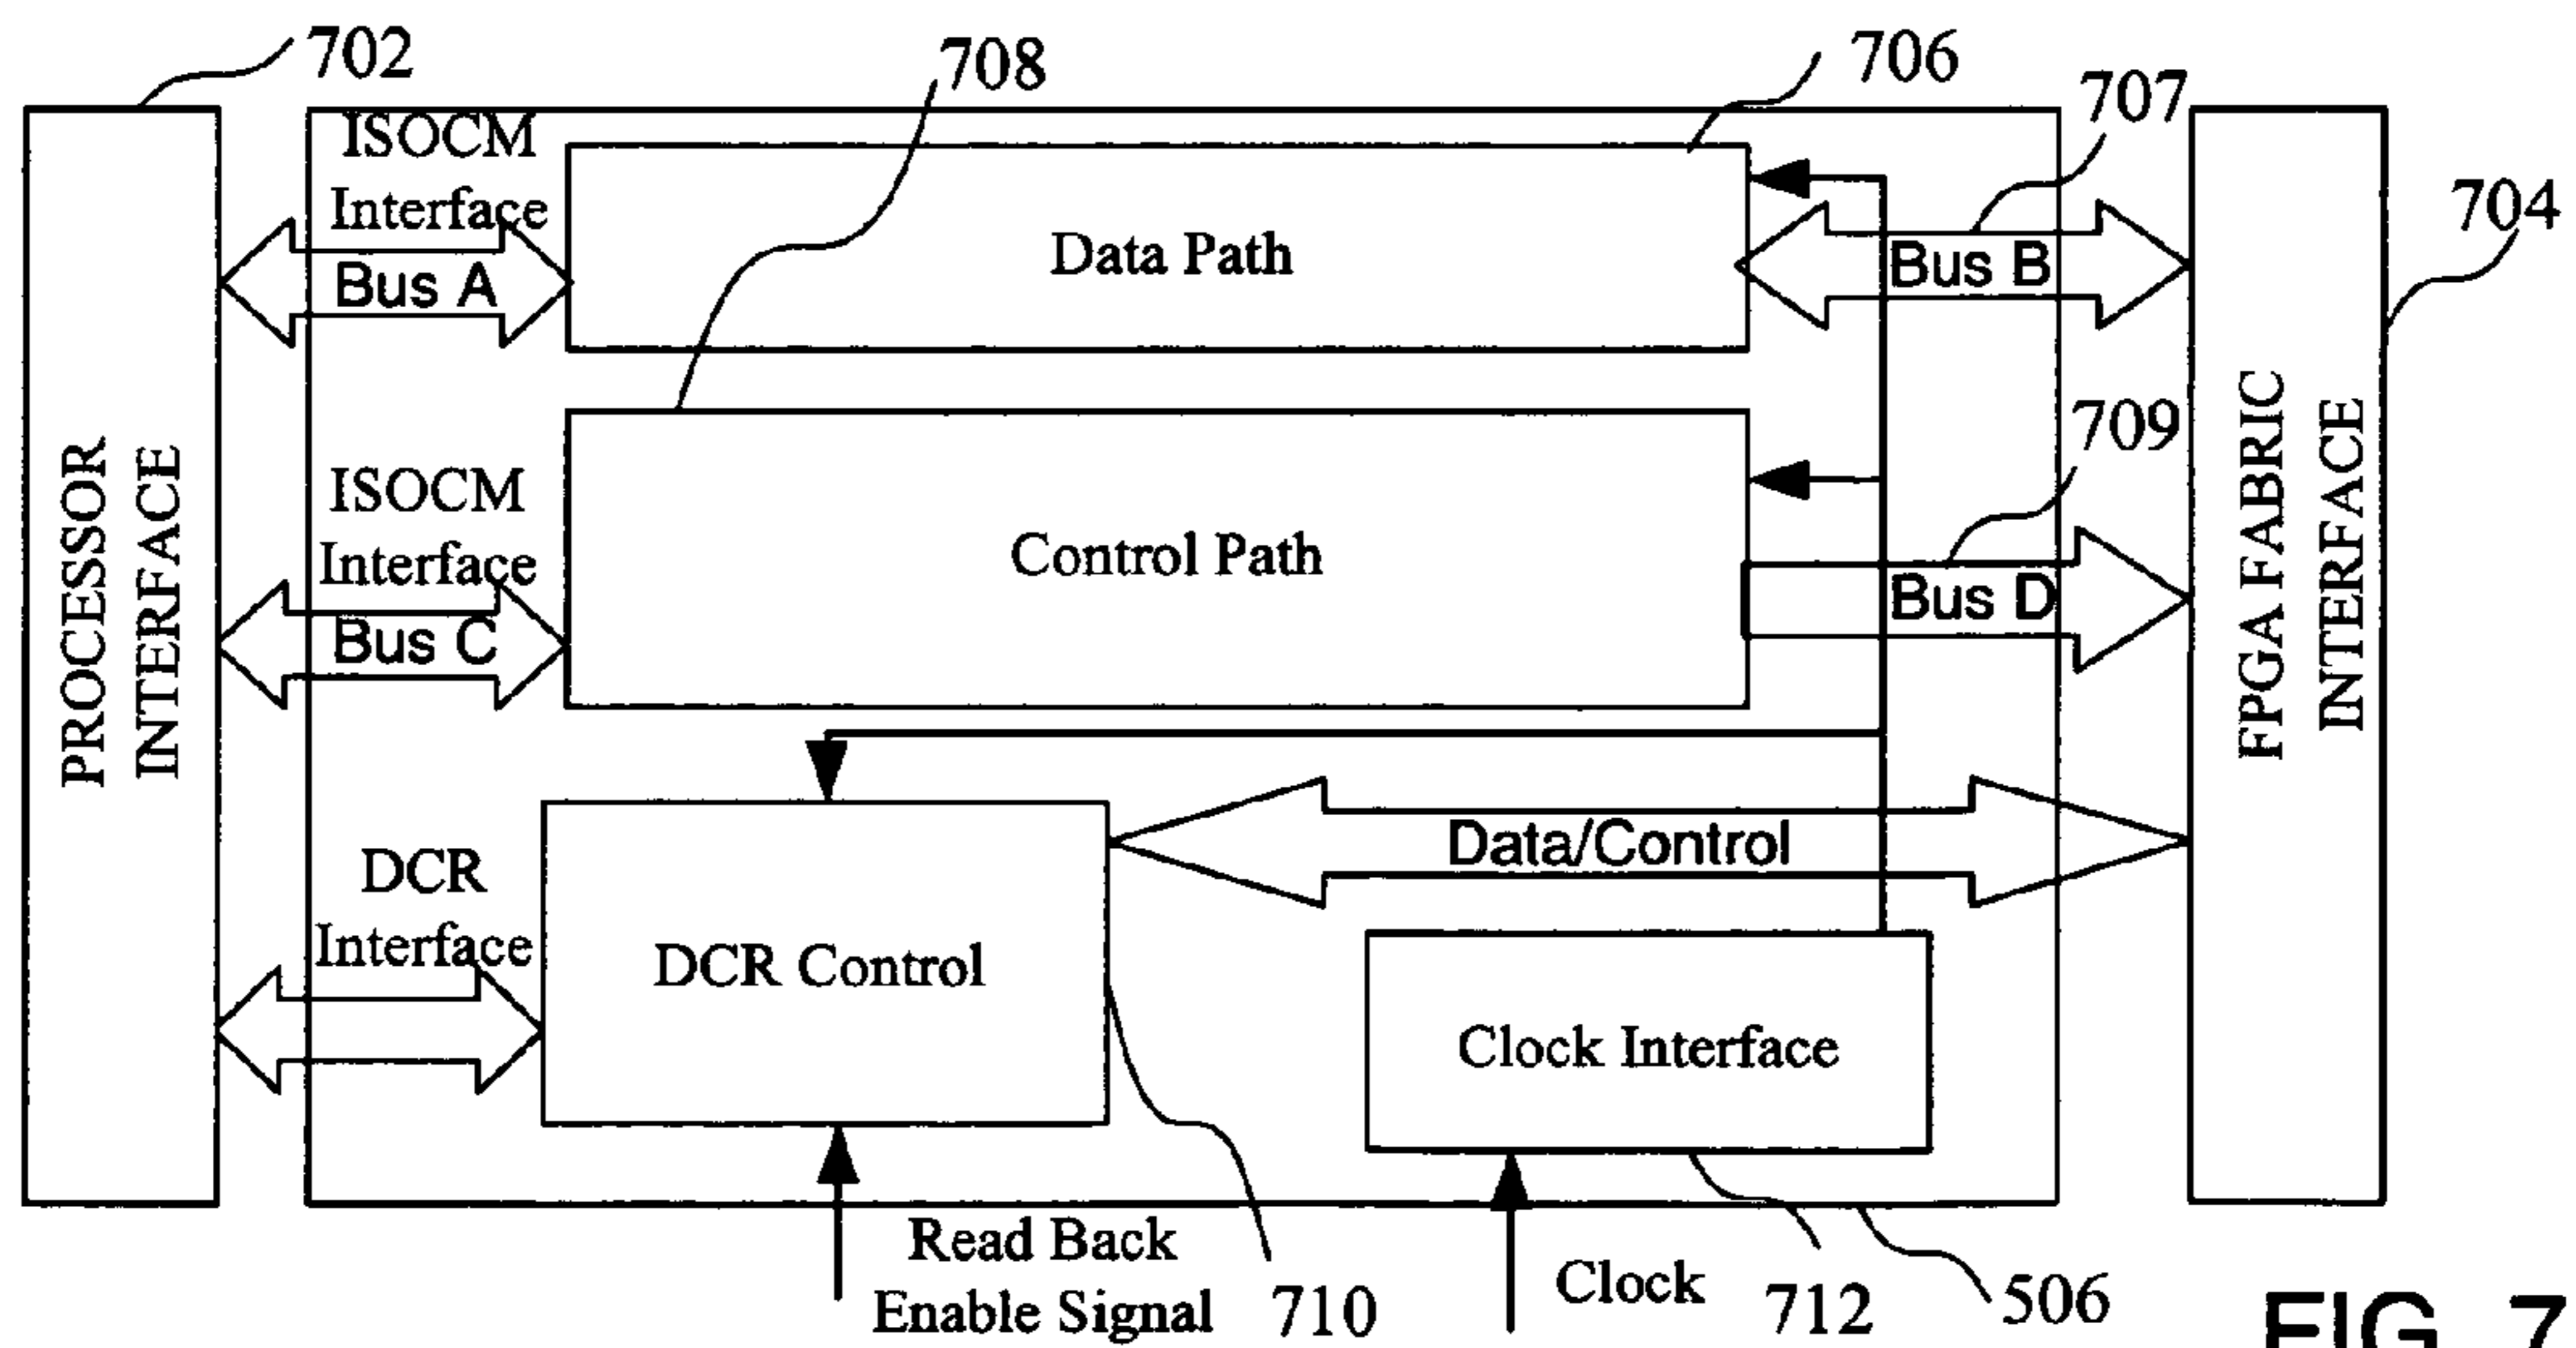 702
708
706
707
704
709
ISOCM
Interface
Bus A
Data Path
Bus B
ISOCM
Interface
Bus C
Control Path
Bus D
PROCESSOR
INTERFACE
FPGA FABRIC
INTERFACE
Data/Control
DCR
Interface
DCR Control
Clock Interface
Read Back
Enable Signal
710
Clock
712
506
FIG. 7